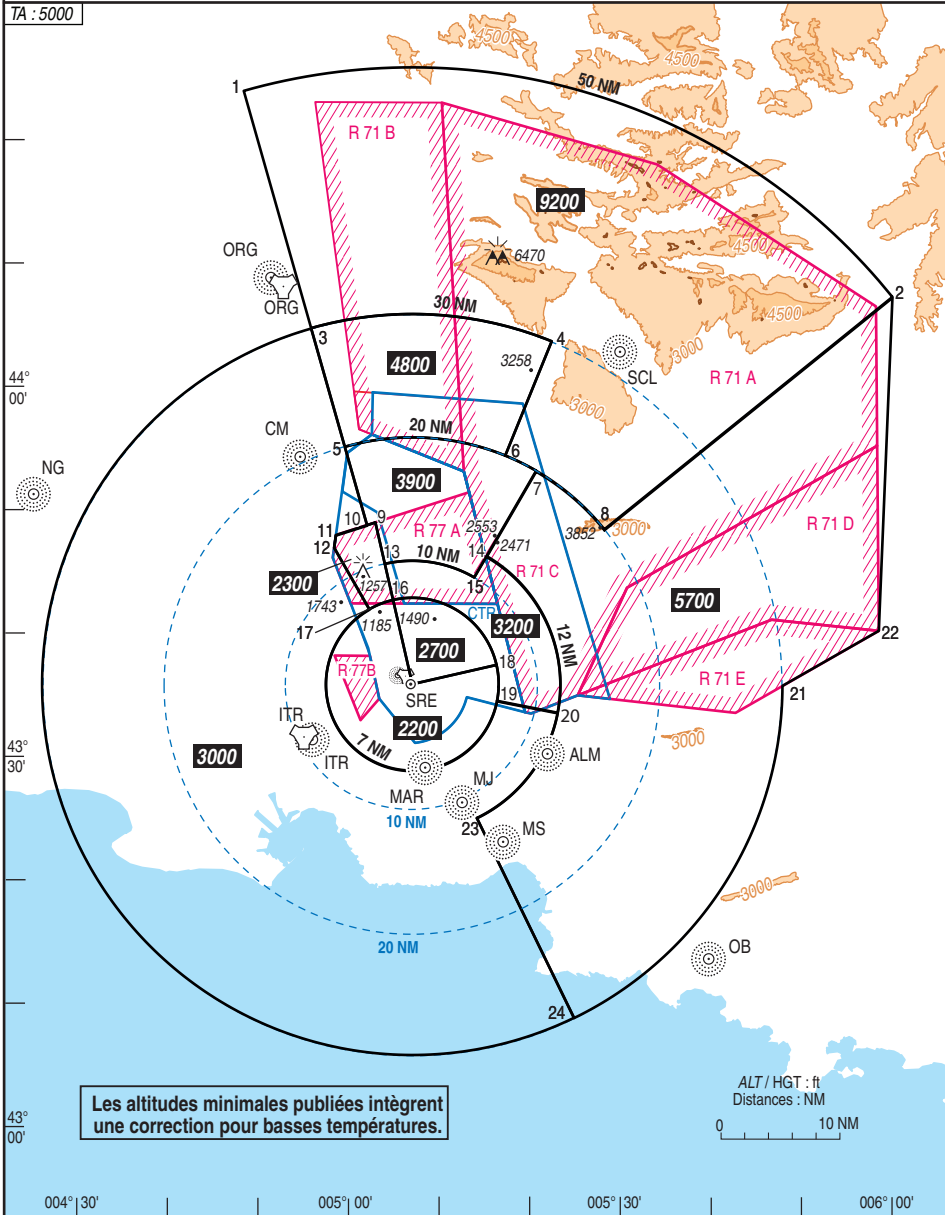 TA : 5000
4500
4500
1
50 NM
R 71 B
R 71 A
9200
4500
6470
ORG
ORG
2
4500
30 NM
3
4
3000
4800
3258
SCL
R 71 A
44°
00'
3000
CM
20 NM
5
6
NG
3900
7
8
3852
3000
11
10
9
R 77 A
2553
2471
R 71 D
12
13
10 NM
14
R 71 C
2300
1257
16
15
5700
1743
1185
1490
CTR
3200
12 NM
17
2700
18
22
R 77B
SRE
19
R 71 E
21
ITR
2200
20
3000
43°
30'
3000
ITR
7 NM
ALM
MAR
MJ
10 NM
23
MS
3000
20 NM
OB
24
Les altitudes minimales publiées intègrent
une correction pour basses températures.
ALT / HGT : ft
Distances : NM
0
10 NM
43°
00'
004° 30'
005° 00'
005° 30'
006° 00'